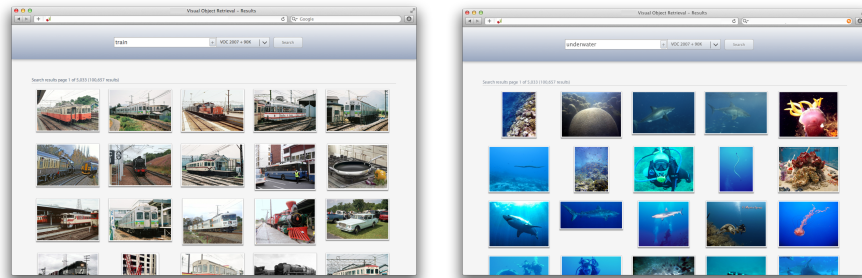 Visual Object Retrieval – Results
Google
train
VOC 2007 + 90K
Search
Search results page 1 of 5,033 (100,657 results)
Visual Object Retrieval – Results
Google
underwater
VOC 2007 + 90K
Search
Search results page 1 of 5,033 (100,657 results)